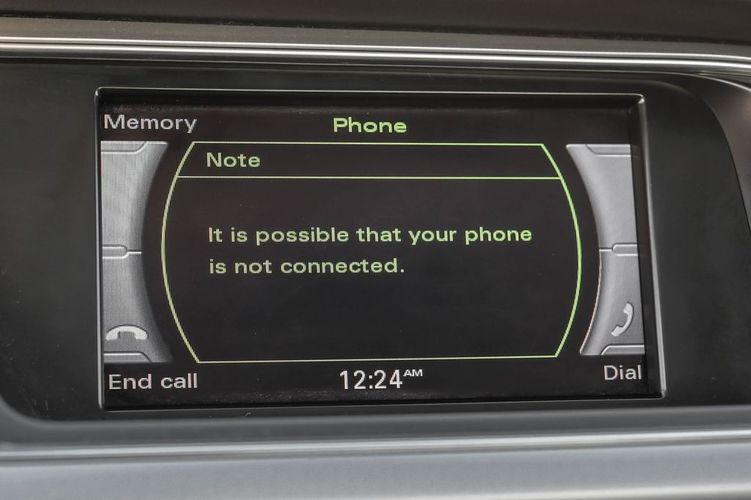 Memory
Phone
Note
It is possible that your phone
is not connected.
End call
12:24AM
Dial